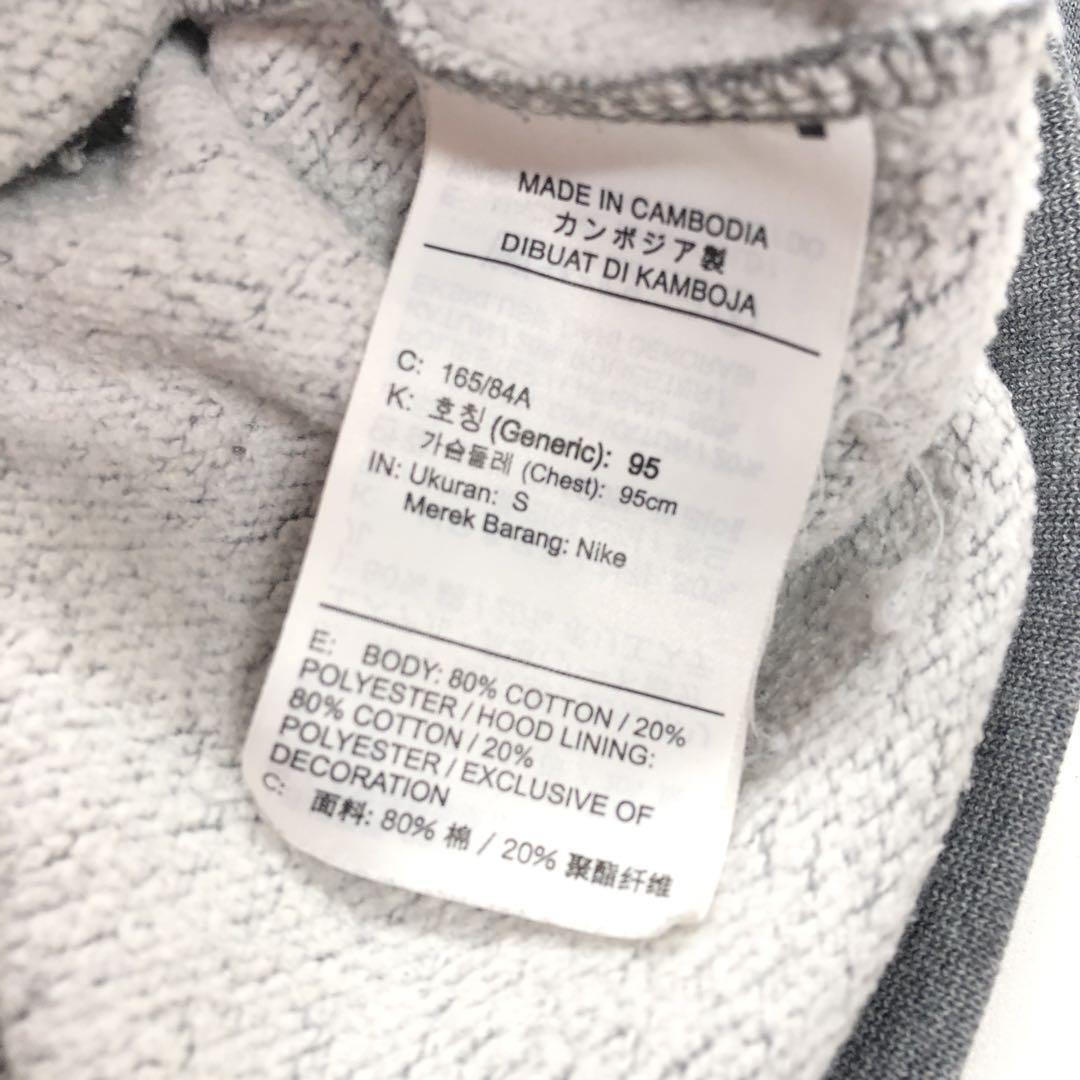 MADE IN CAMBODIA
カンボジア製
DIBUAT DI KAMBOJA
C: 165/84A
K: 호칭 (Generic): 95
가슴둘레 (Chest): 95cm
IN: Ukuran: S
Merek Barang: Nike
E: BODY: 80% COTTON / 20%
POLYESTER / HOOD LINING:
80% COTTON / 20%
POLYESTER / EXCLUSIVE OF
DECORATION
C: 面料: 80% 棉 / 20% 聚酯纤维